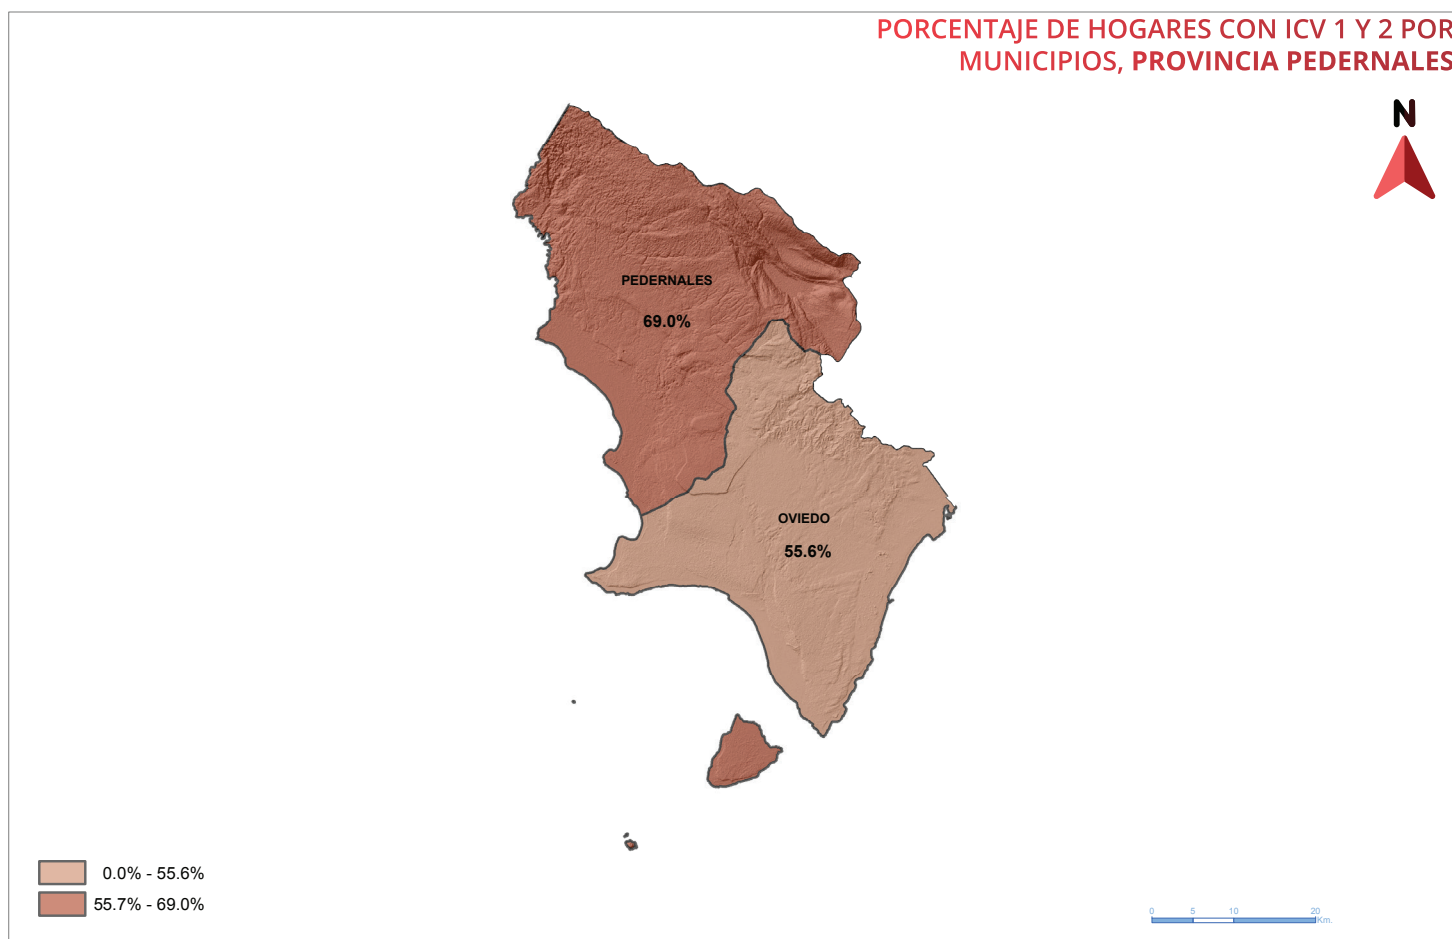 PORCENTAJE DE HOGARES CON ICV 1 Y 2 POR
MUNICIPIOS, PROVINCIA PEDERNALES
N
PEDERNALES
69.0%
OVIEDO
55.6%
0.0% - 55.6%
55.7% - 69.0%
0 5 10 20
Km.